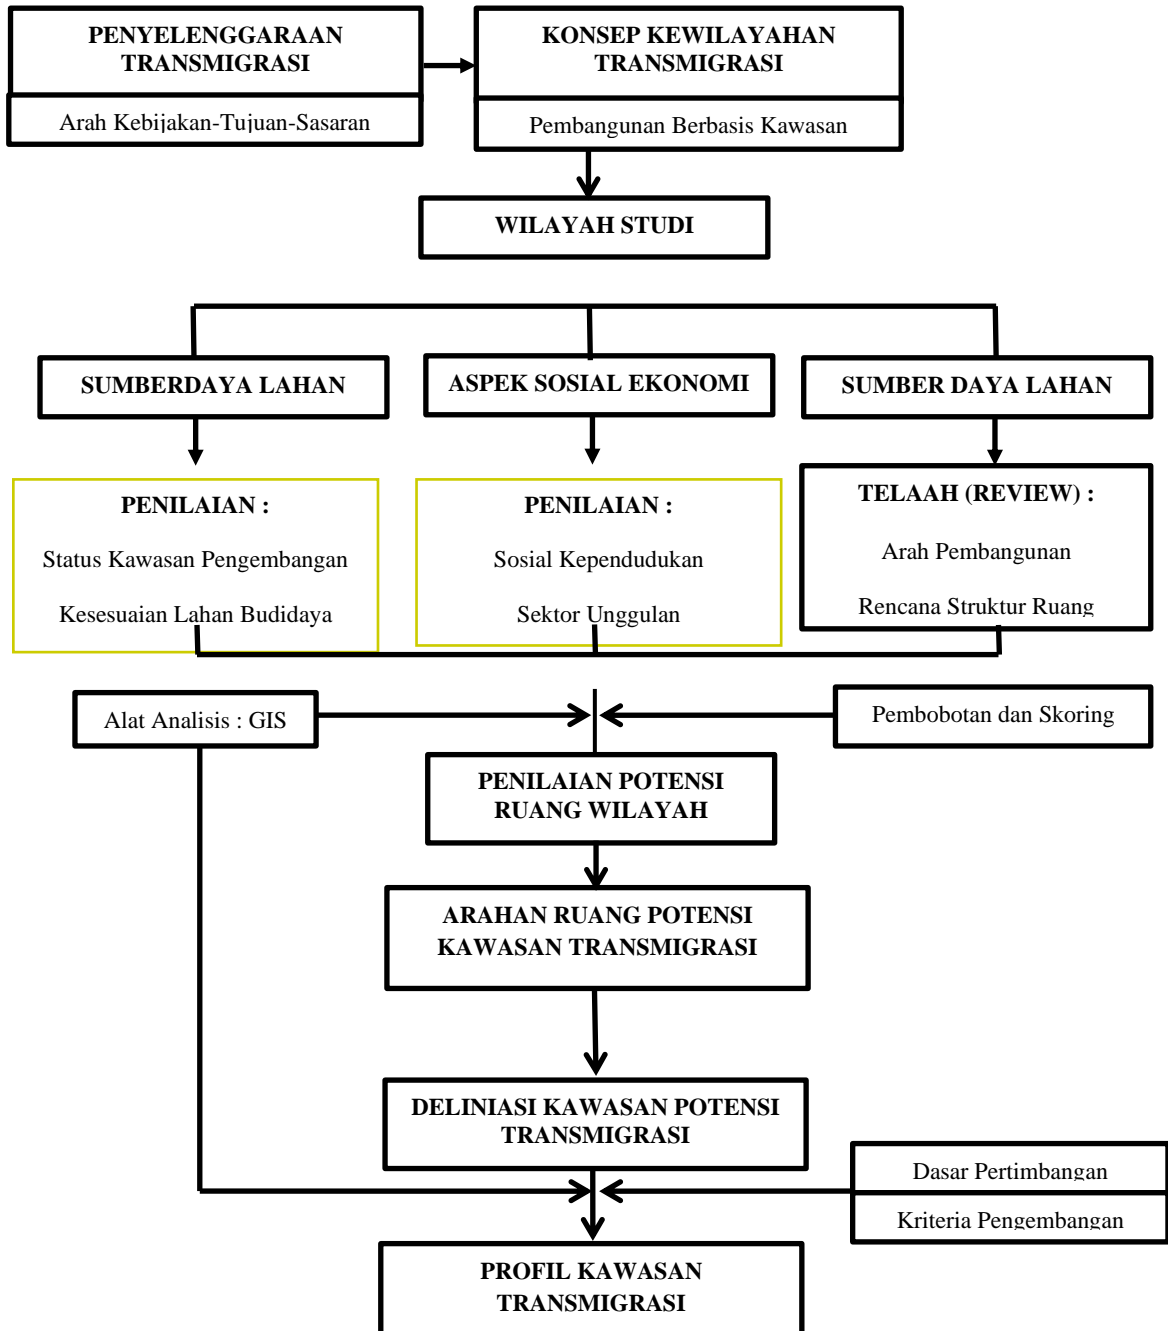 PENYELENGGARAAN
TRANSMIGRASI
Arah Kebijakan-Tujuan-Sasaran
KONSEP KEWILAYAHAN
TRANSMIGRASI
Pembangunan Berbasis Kawasan
WILAYAH STUDI
SUMBERDAYA LAHAN
ASPEK SOSIAL EKONOMI
SUMBER DAYA LAHAN
PENILAIAN :
Status Kawasan Pengembangan
Kesesuaian Lahan Budidaya
PENILAIAN :
Sosial Kependudukan
Sektor Unggulan
TELAAH (REVIEW) :
Arah Pembangunan
Rencana Struktur Ruang
Alat Analisis : GIS
Pembobotan dan Skoring
PENILAIAN POTENSI
RUANG WILAYAH
ARAHAN RUANG POTENSI
KAWASAN TRANSMIGRASI
DELINIASI KAWASAN POTENSI
TRANSMIGRASI
Dasar Pertimbangan
Kriteria Pengembangan
PROFIL KAWASAN
TRANSMIGRASI